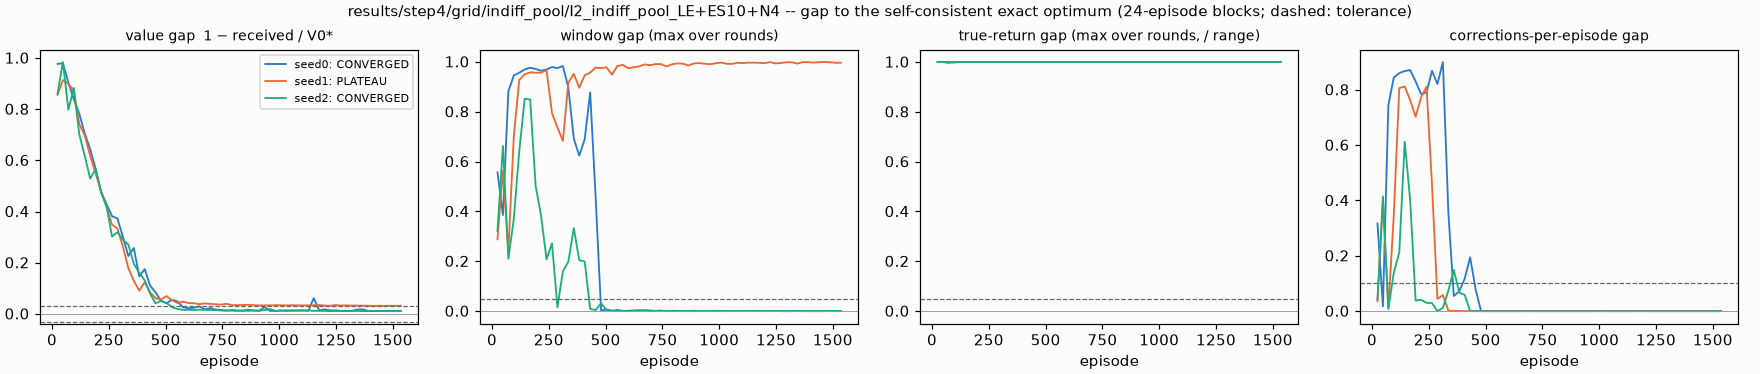 results/step4/grid/indiff_pool/I2_indiff_pool_LE+ES10+N4 -- gap to the self-consistent exact optimum (24-episode blocks; dashed: tolerance)
value gap 1 − received / V0*
1.0
0.8
0.6
0.4
0.2
0.0
seed0: CONVERGED
seed1: PLATEAU
seed2: CONVERGED
0 250 500 750 1000 1250 1500
episode
window gap (max over rounds)
1.0
0.8
0.6
0.4
0.2
0.0
0 250 500 750 1000 1250 1500
episode
true-return gap (max over rounds, / range)
1.0
0.8
0.6
0.4
0.2
0.0
0 250 500 750 1000 1250 1500
episode
corrections-per-episode gap
0.8
0.6
0.4
0.2
0.0
0 250 500 750 1000 1250 1500
episode